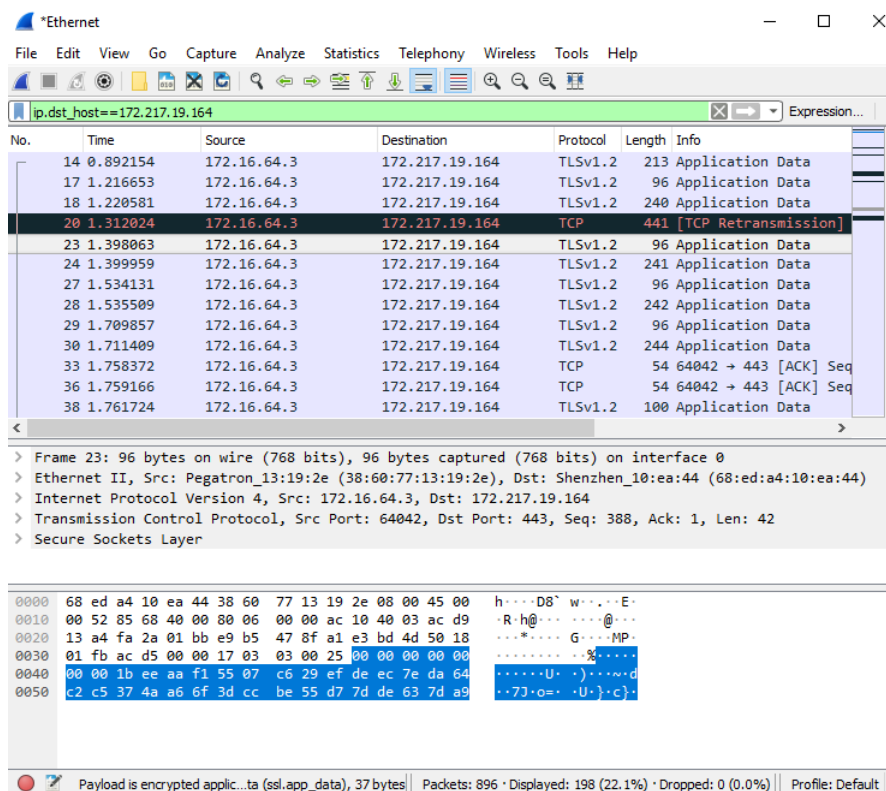 *Ethernet
File Edit View Go Capture Analyze Statistics Telephony Wireless Tools Help
ip.dst_host==172.217.19.164 Expression...
No. Time Source Destination Protocol Length Info
14 0.892154 172.16.64.3 172.217.19.164 TLSv1.2 213 Application Data
17 1.216653 172.16.64.3 172.217.19.164 TLSv1.2 96 Application Data
18 1.220581 172.16.64.3 172.217.19.164 TLSv1.2 240 Application Data
20 1.312024 172.16.64.3 172.217.19.164 TCP 441 [TCP Retransmission]
23 1.398063 172.16.64.3 172.217.19.164 TLSv1.2 96 Application Data
24 1.399959 172.16.64.3 172.217.19.164 TLSv1.2 241 Application Data
27 1.534131 172.16.64.3 172.217.19.164 TLSv1.2 96 Application Data
28 1.535509 172.16.64.3 172.217.19.164 TLSv1.2 242 Application Data
29 1.709857 172.16.64.3 172.217.19.164 TLSv1.2 96 Application Data
30 1.711409 172.16.64.3 172.217.19.164 TLSv1.2 244 Application Data
33 1.758372 172.16.64.3 172.217.19.164 TCP 54 64042 → 443 [ACK] Seq
36 1.759166 172.16.64.3 172.217.19.164 TCP 54 64042 → 443 [ACK] Seq
38 1.761724 172.16.64.3 172.217.19.164 TLSv1.2 100 Application Data
> Frame 23: 96 bytes on wire (768 bits), 96 bytes captured (768 bits) on interface 0
> Ethernet II, Src: Pegatron_13:19:2e (38:60:77:13:19:2e), Dst: Shenzhen_10:ea:44 (68:ed:a4:10:ea:44)
> Internet Protocol Version 4, Src: 172.16.64.3, Dst: 172.217.19.164
> Transmission Control Protocol, Src Port: 64042, Dst Port: 443, Seq: 388, Ack: 1, Len: 42
> Secure Sockets Layer
0000 68 ed a4 10 ea 44 38 60 77 13 19 2e 08 00 45 00 h····D8` w··.··E·
0010 00 52 85 68 40 00 80 06 00 00 ac 10 40 03 ac d9 ·R·h@··· ····@···
0020 13 a4 fa 2a 01 bb e9 b5 47 8f a1 e3 bd 4d 50 18 ···*···· G····MP·
0030 01 fb ac d5 00 00 17 03 03 00 25 00 00 00 00 00 ········ ··%·····
0040 00 00 1b ee aa f1 55 07 c6 29 ef de ec 7e da 64 ······U· ·)···~·d
0050 c2 c5 37 4a a6 6f 3d cc be 55 d7 7d de 63 7d a9 ··7J·o=· ·U·}·c}·
Payload is encrypted applic...ta (ssl.app_data), 37 bytes Packets: 896 · Displayed: 198 (22.1%) · Dropped: 0 (0.0%) Profile: Default